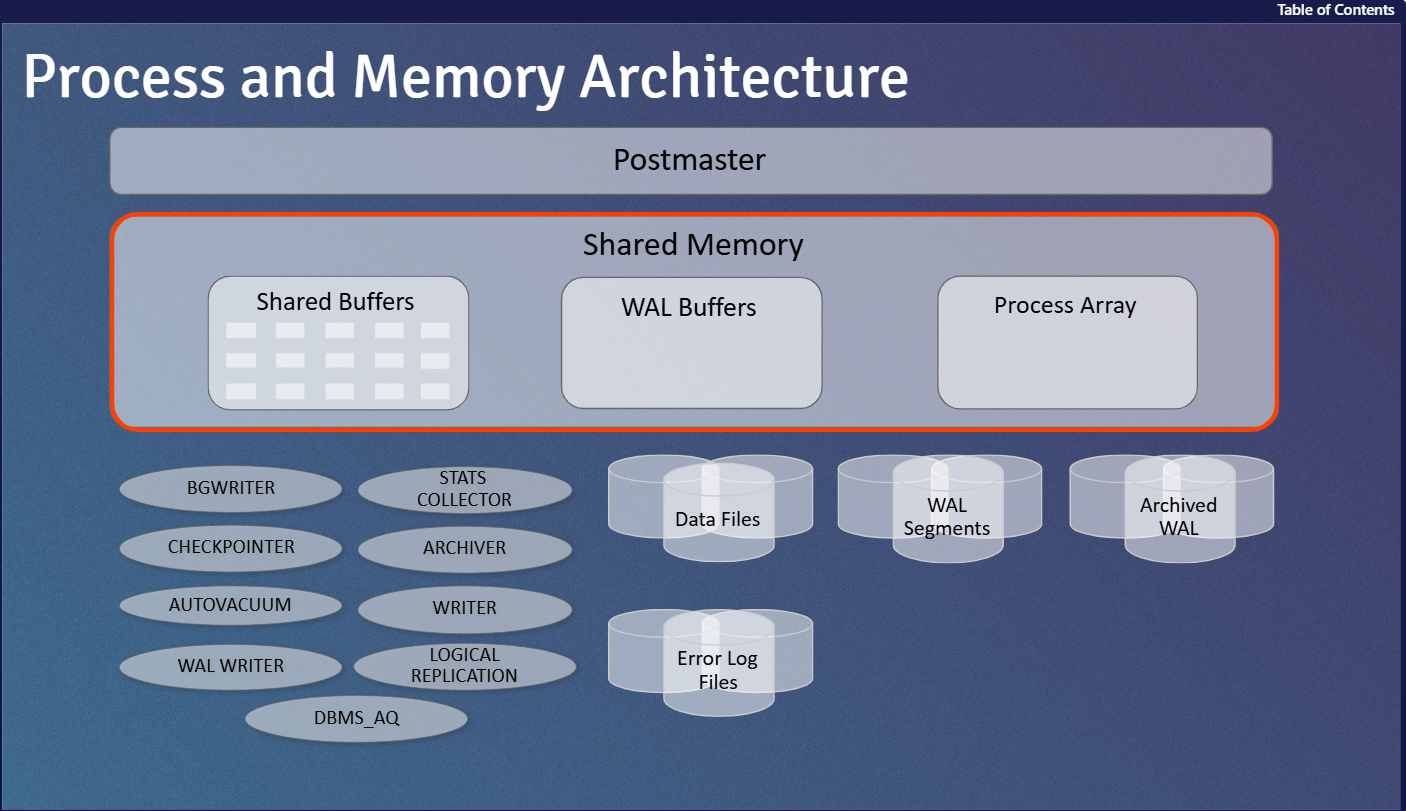 Table of Contents
Process and Memory Architecture
Postmaster
Shared Memory
Shared Buffers
WAL Buffers
Process Array
BGWRITER
STATS
COLLECTOR
CHECKPOINTER
ARCHIVER
AUTOVACUUM
WRITER
WAL WRITER
LOGICAL
REPLICATION
DBMS_AQ
Data Files
WAL
Segments
Archived
WAL
Error Log
Files